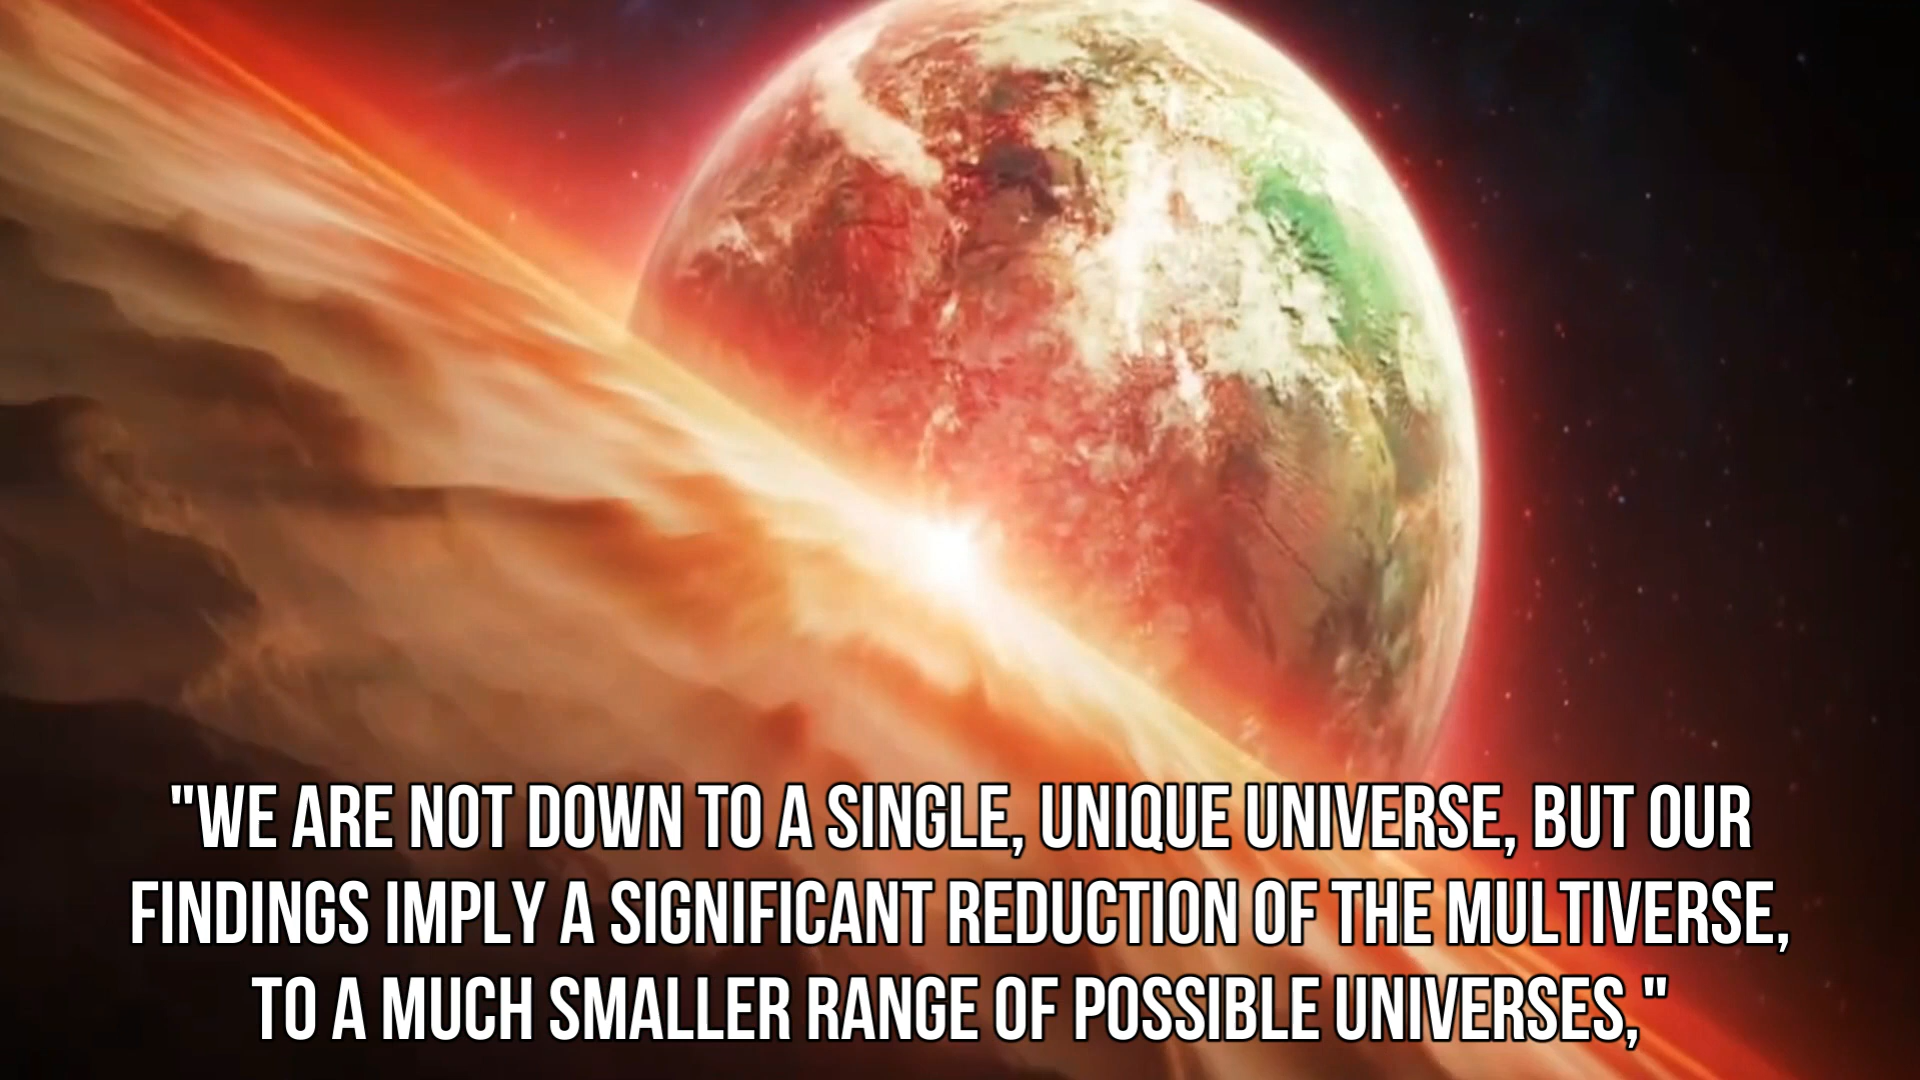 "WE ARE NOT DOWN TO A SINGLE, UNIQUE UNIVERSE, BUT OUR
FINDINGS IMPLY A SIGNIFICANT REDUCTION OF THE MULTIVERSE,
TO A MUCH SMALLER RANGE OF POSSIBLE UNIVERSES,"